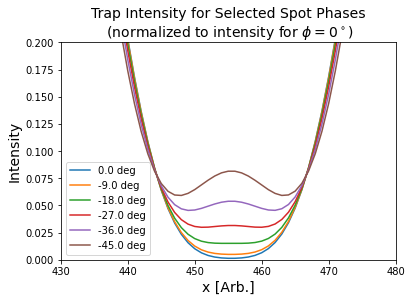 Trap Intensity for Selected Spot Phases
(normalized to intensity for ϕ = 0°)
Intensity
0.200
0.175
0.150
0.125
0.100
0.075
0.050
0.025
0.000
0.0 deg
-9.0 deg
-18.0 deg
-27.0 deg
-36.0 deg
-45.0 deg
430 440 450 460 470 480
x [Arb.]